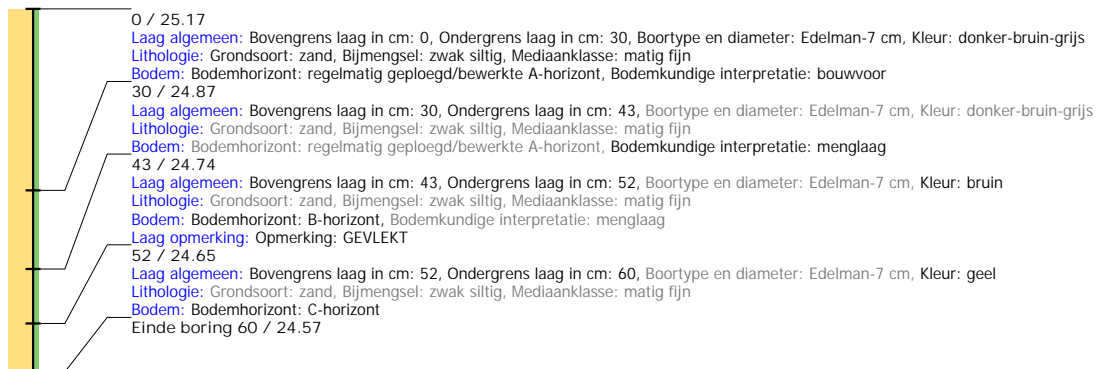 0 / 25.17
Laag algemeen: Bovengrens laag in cm: 0, Ondergrens laag in cm: 30, Boortype en diameter: Edelman-7 cm, Kleur: donker-bruin-grijs
Lithologie: Grondsoort: zand, Bijmengsel: zwak siltig, Mediaanklasse: matig fijn
Bodem: Bodemhorizont: regelmatig geploegd/bewerkte A-horizont, Bodemkundige interpretatie: bouwvoor
30 / 24.87
Laag algemeen: Bovengrens laag in cm: 30, Ondergrens laag in cm: 43, Boortype en diameter: Edelman-7 cm, Kleur: donker-bruin-grijs
Lithologie: Grondsoort: zand, Bijmengsel: zwak siltig, Mediaanklasse: matig fijn
Bodem: Bodemhorizont: regelmatig geploegd/bewerkte A-horizont, Bodemkundige interpretatie: menglaag
43 / 24.74
Laag algemeen: Bovengrens laag in cm: 43, Ondergrens laag in cm: 52, Boortype en diameter: Edelman-7 cm, Kleur: bruin
Lithologie: Grondsoort: zand, Bijmengsel: zwak siltig, Mediaanklasse: matig fijn
Bodem: Bodemhorizont: B-horizont, Bodemkundige interpretatie: menglaag
Laag opmerking: Opmerking: GEVLEKT
52 / 24.65
Laag algemeen: Bovengrens laag in cm: 52, Ondergrens laag in cm: 60, Boortype en diameter: Edelman-7 cm, Kleur: geel
Lithologie: Grondsoort: zand, Bijmengsel: zwak siltig, Mediaanklasse: matig fijn
Bodem: Bodemhorizont: C-horizont
Einde boring 60 / 24.57